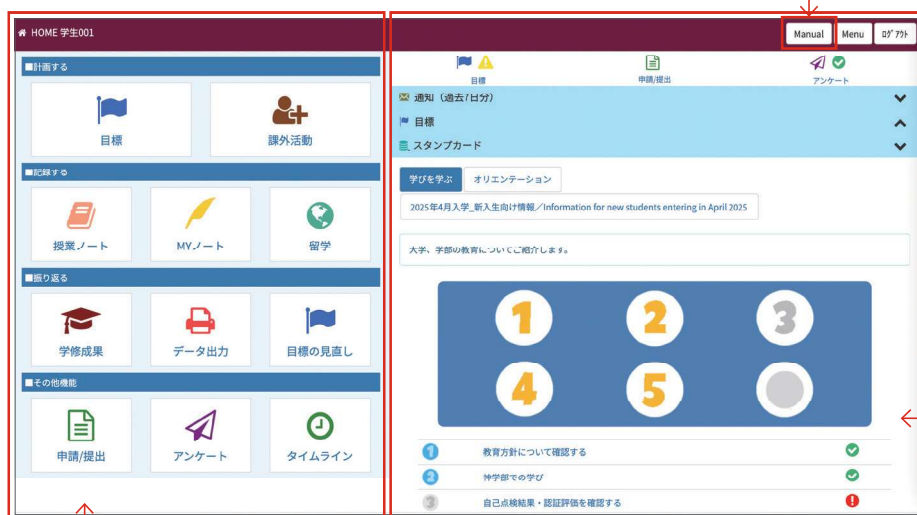 HOME 学生001
Manual
Menu
ﾛｸﾞｱｳﾄ
■計画する
目標
課外活動
■記録する
授業ノート
MYノート
留学
■振り返る
学修成果
データ出力
目標の見直し
■その他機能
申請/提出
アンケート
タイムライン
目標
申請/提出
アンケート
通知（過去7日分）
目標
スタンプカード
学びを学ぶ
オリエンテーション
2025年4月入学_新入生向け情報／Information for new students entering in April 2025
大学、学部の教育についてご紹介します。
1
2
3
4
5
1 教育方針について確認する
2 神学部での学び
3 自己点検結果・認証評価を確認する